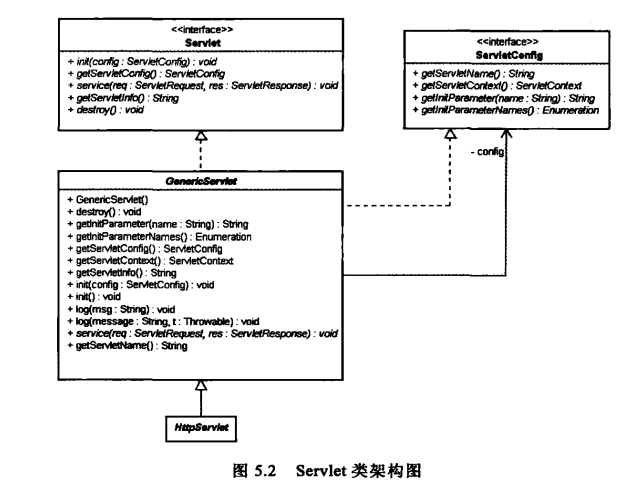 <<interface>>
Servlet
+ init(config : ServletConfig) : void
+ getServletConfig() : ServletConfig
+ service(req : ServletRequest, res : ServletResponse) : void
+ getServletInfo() : String
+ destroy() : void
<<interface>>
ServletConfig
+ getServletName() : String
+ getServletContext() : ServletContext
+ getInitParameter(name : String) : String
+ getInitParameterNames() : Enumeration
- config
GenericServlet
+ GenericServlet()
+ destroy() : void
+ getInitParameter(name : String) : String
+ getInitParameterNames() : Enumeration
+ getServletConfig() : ServletConfig
+ getServletContext() : ServletContext
+ getServletInfo() : String
+ init(config : ServletConfig) : void
+ init() : void
+ log(msg : String) : void
+ log(message : String, t : Throwable) : void
+ service(req : ServletRequest, res : ServletResponse) : void
+ getServletName() : String
HttpServlet
图 5.2 Servlet 类架构图